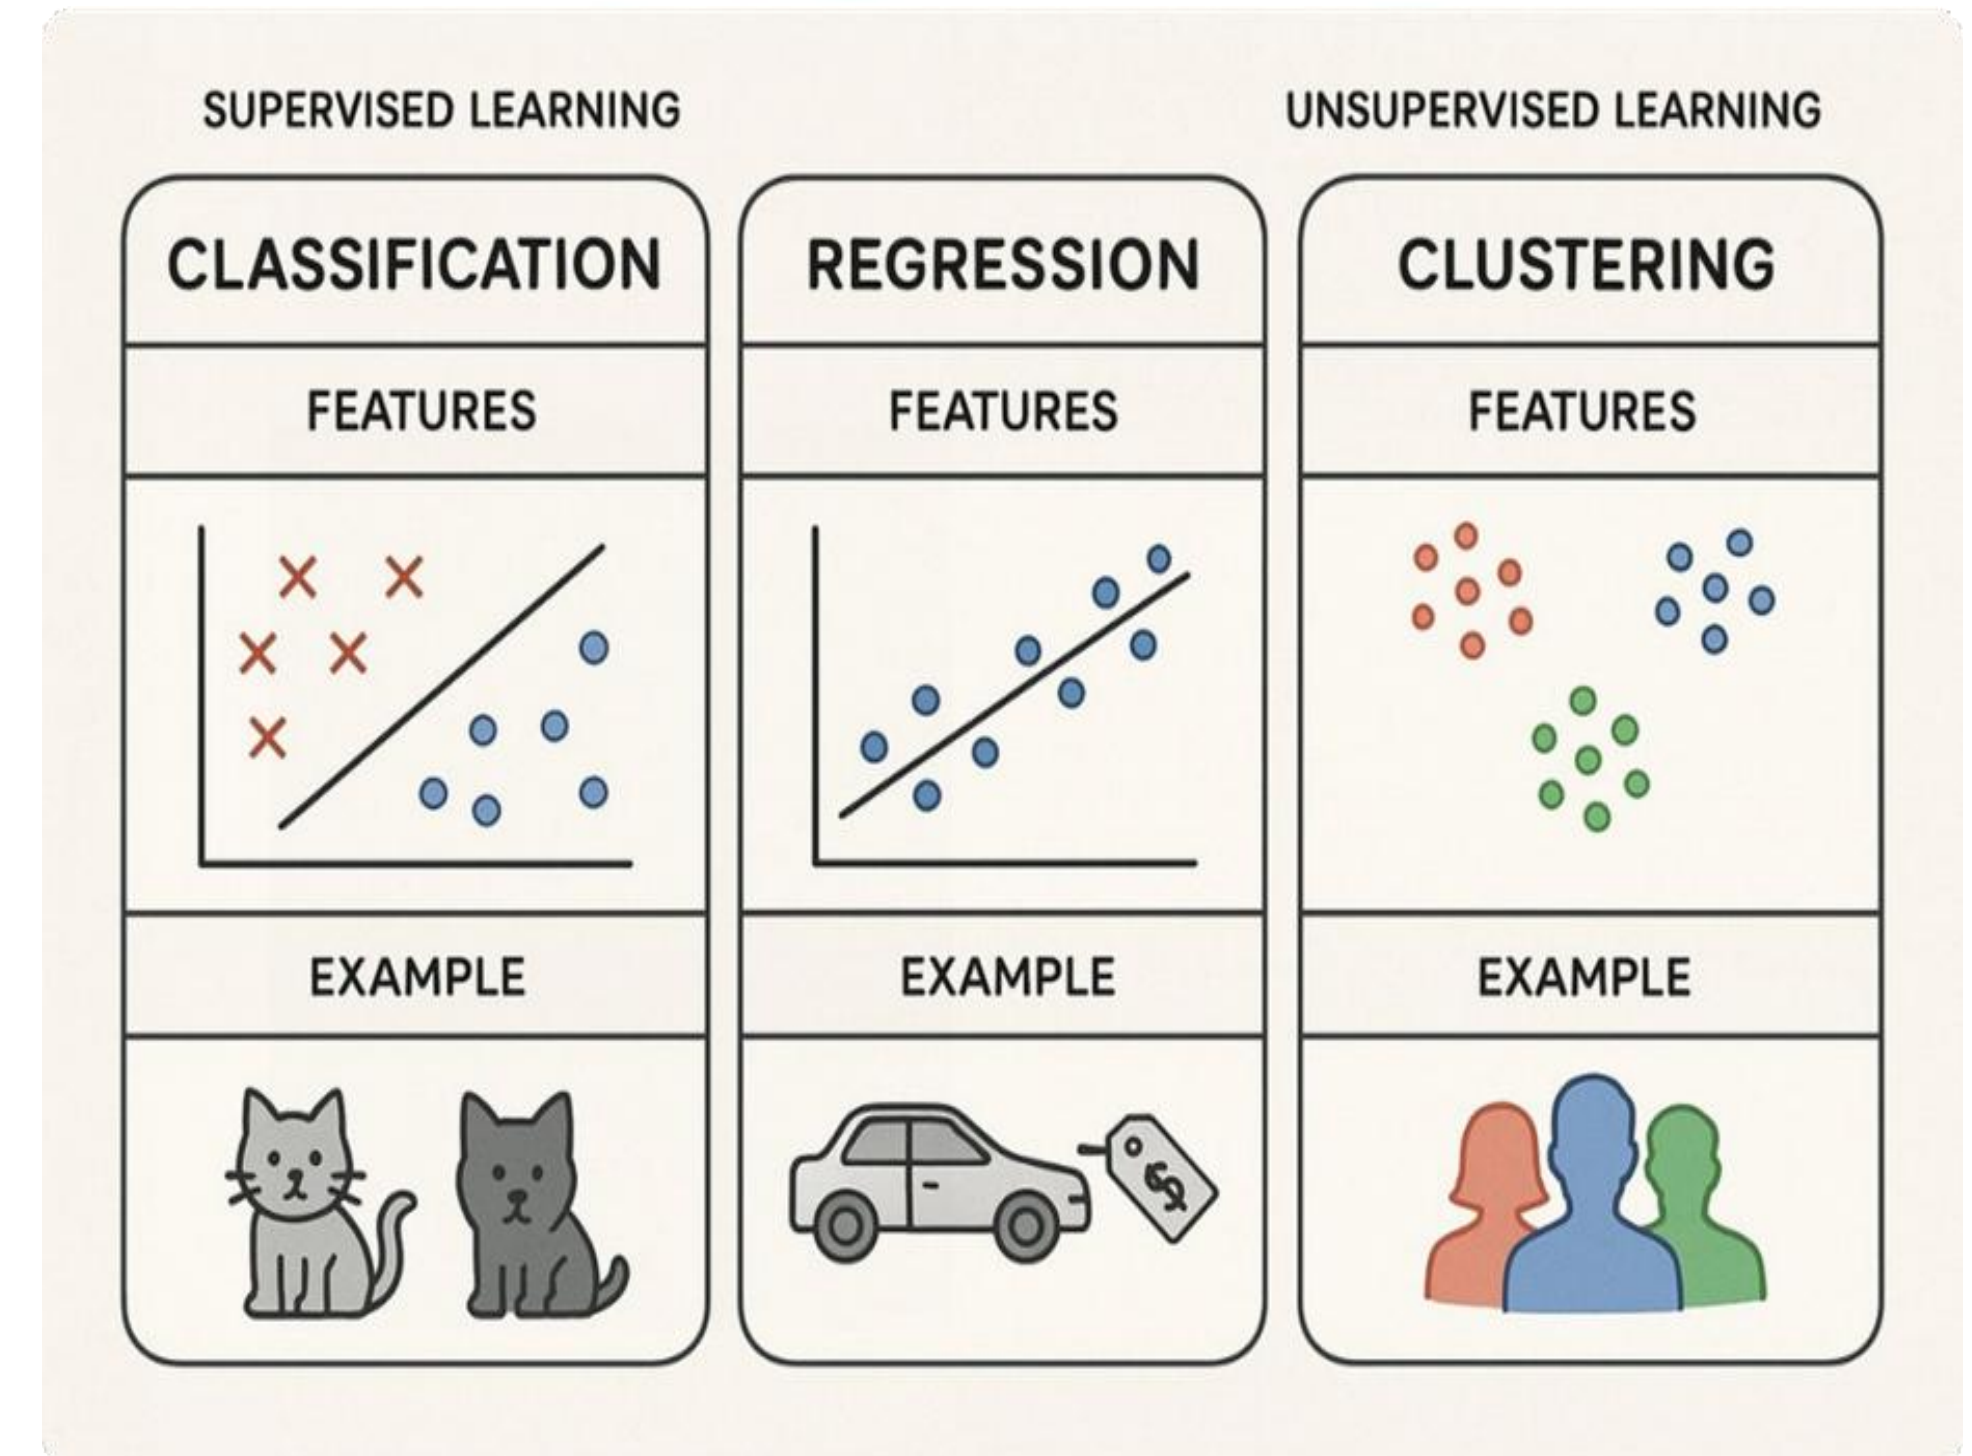 SUPERVISED LEARNING
UNSUPERVISED LEARNING
CLASSIFICATION
FEATURES
EXAMPLE
REGRESSION
FEATURES
EXAMPLE
$
CLUSTERING
FEATURES
EXAMPLE